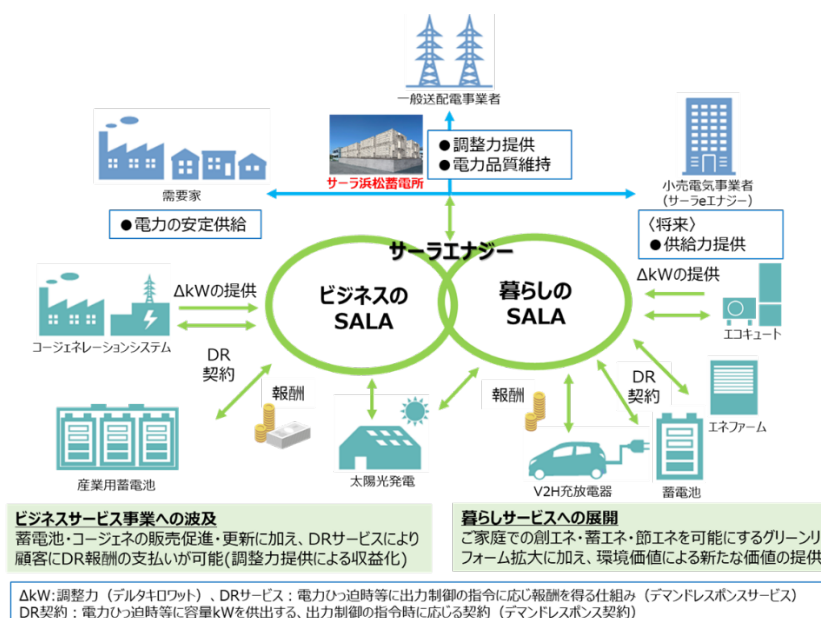 一般送配電事業者
サーラ浜松蓄電所
●調整力提供
●電力品質維持
需要家
小売電気事業者
(サーラeエナジー)
●電力の安定供給
〈将来〉
●供給力提供
サーラエナジー
ΔkWの提供
ビジネスの
SALA
暮らしの
SALA
ΔkWの提供
コージェネレーションシステム
エコキュート
DR
契約
報酬
報酬
DR
契約
エネファーム
産業用蓄電池
太陽光発電
V2H充放電器
蓄電池
ビジネスサービス事業への波及
蓄電池・コージェネの販売促進・更新に加え、DRサービスにより
顧客にDR報酬の支払いが可能(調整力提供による収益化)
暮らしサービスへの展開
ご家庭での創エネ・蓄エネ・節エネを可能にするグリーンリ
フォーム拡大に加え、環境価値による新たな価値の提供
ΔkW:調整力（デルタキロワット）、DRサービス：電力ひっ迫時等に出力制御の指令に応じ報酬を得る仕組み（デマンドレスポンスサービス）
DR契約：電力ひっ迫時等に容量kWを供出する、出力制御の指令時に応じる契約（デマンドレスポンス契約）